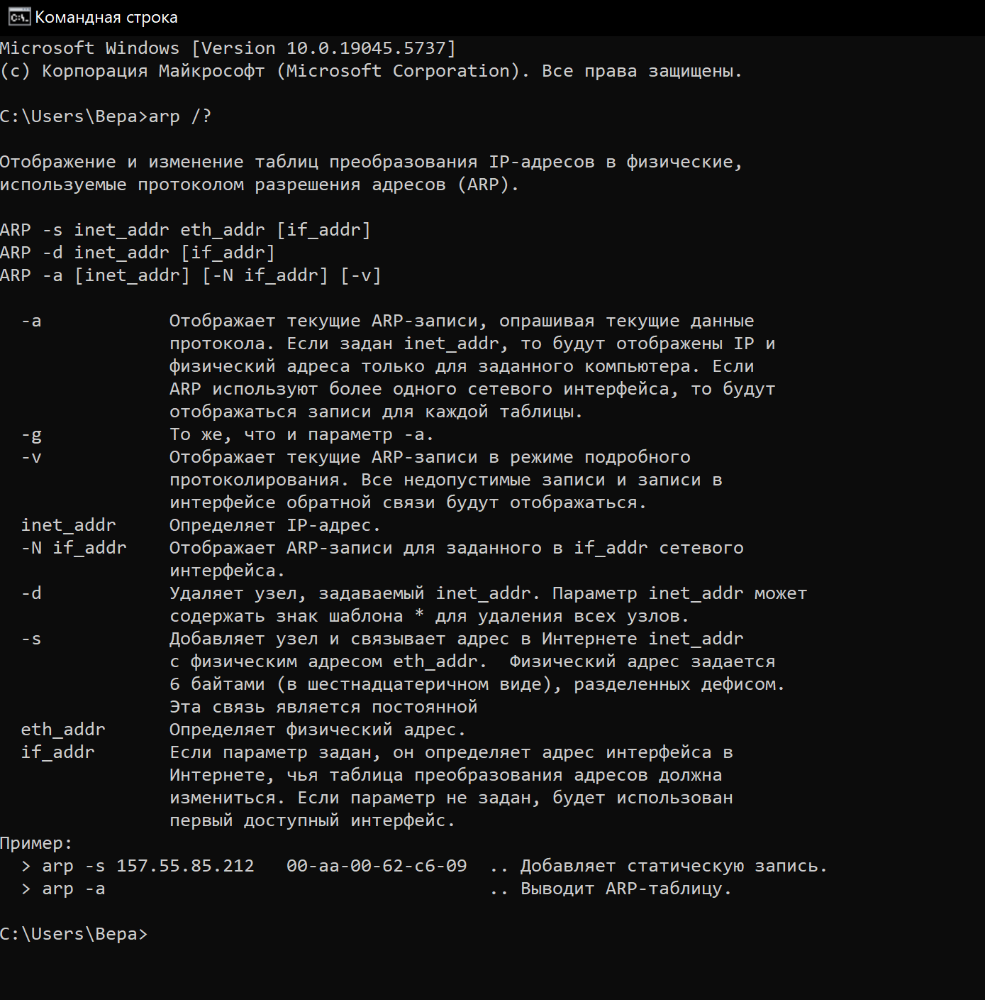 Командная строка
Microsoft Windows [Version 10.0.19045.5737]
(c) Корпорация Майкрософт (Microsoft Corporation). Все права защищены.
C:\Users\Вера>arp /?
Отображение и изменение таблиц преобразования IP-адресов в физические,
используемые протоколом разрешения адресов (ARP).
ARP -s inet_addr eth_addr [if_addr]
ARP -d inet_addr [if_addr]
ARP -a [inet_addr] [-N if_addr] [-v]
  -a            Отображает текущие ARP-записи, опрашивая текущие данные
                протокола. Если задан inet_addr, то будут отображены IP и
                физический адреса только для заданного компьютера. Если
                ARP используют более одного сетевого интерфейса, то будут
                отображаться записи для каждой таблицы.
  -g            То же, что и параметр -a.
  -v            Отображает текущие ARP-записи в режиме подробного
                протоколирования. Все недопустимые записи и записи в
                интерфейсе обратной связи будут отображаться.
  inet_addr     Определяет IP-адрес.
  -N if_addr    Отображает ARP-записи для заданного в if_addr сетевого
                интерфейса.
  -d            Удаляет узел, задаваемый inet_addr. Параметр inet_addr может
                содержать знак шаблона * для удаления всех узлов.
  -s            Добавляет узел и связывает адрес в Интернете inet_addr
                с физическим адресом eth_addr.  Физический адрес задается
                6 байтами (в шестнадцатеричном виде), разделенных дефисом.
                Эта связь является постоянной
  eth_addr      Определяет физический адрес.
  if_addr       Если параметр задан, он определяет адрес интерфейса в
                Интернете, чья таблица преобразования адресов должна
                измениться. Если параметр не задан, будет использован
                первый доступный интерфейс.
Пример:
  > arp -s 157.55.85.212   00-aa-00-62-c6-09  .. Добавляет статическую запись.
  > arp -a                                    .. Выводит ARP-таблицу.
C:\Users\Вера>